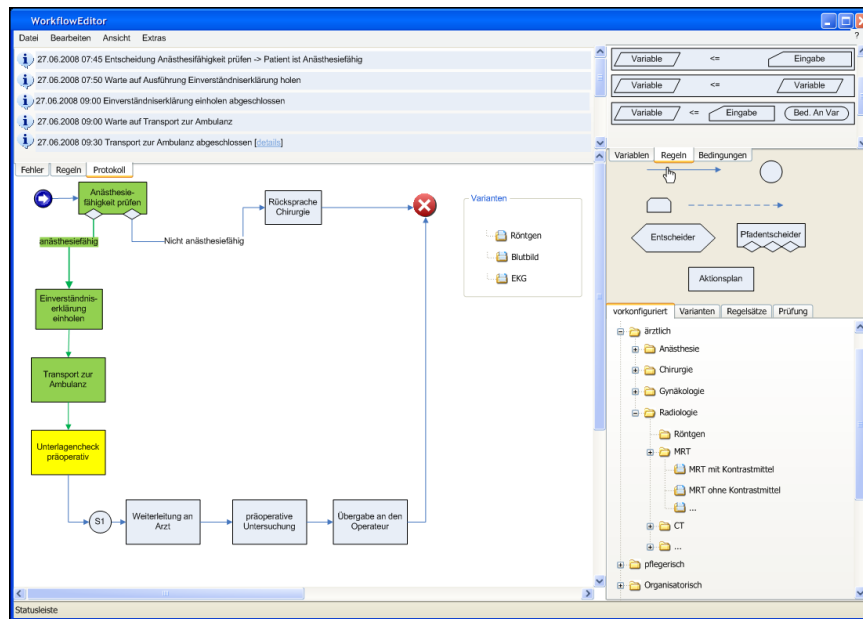 WorkflowEditor
Datei Bearbeiten Ansicht Extras
?
27.06.2008 07:45 Entscheidung Anästhesifähigkeit prüfen -> Patient ist Anästhesiefähig
27.06.2008 07:50 Warte auf Ausführung Einverständniserklärung holen
27.06.2008 09:00 Einverständniserklärung einholen abgeschlossen
27.06.2008 09:00 Warte auf Transport zur Ambulanz
27.06.2008 09:30 Transport zur Ambulanz abgeschlossen [details]
Fehler Regeln Protokoll
Anästhesie-
fähigkeit prüfen
anästhesiefähig
Nicht anästhesiefähig
Rücksprache
Chirurgie
Einverständnis-
erklärung
einholen
Transport zur
Ambulanz
Unterlagencheck
präoperativ
S1
Weiterleitung an
Arzt
präoperative
Untersuchung
Übergabe an den
Operateur
Varianten
Röntgen
Blutbild
EKG
Variable <= Eingabe
Variable <= Variable
Variable <= Eingabe Bed. An Var
Variablen Regeln Bedingungen
Entscheider
Pfadentscheider
Aktionsplan
vorkonfiguriert Varianten Regelsätze Prüfung
ärztlich
Anästhesie
Chirurgie
Gynäkologie
Radiologie
Röntgen
MRT
MRT mit Kontrastmittel
MRT ohne Kontrastmittel
...
CT
...
pflegerisch
Organisatorisch
Statusleiste